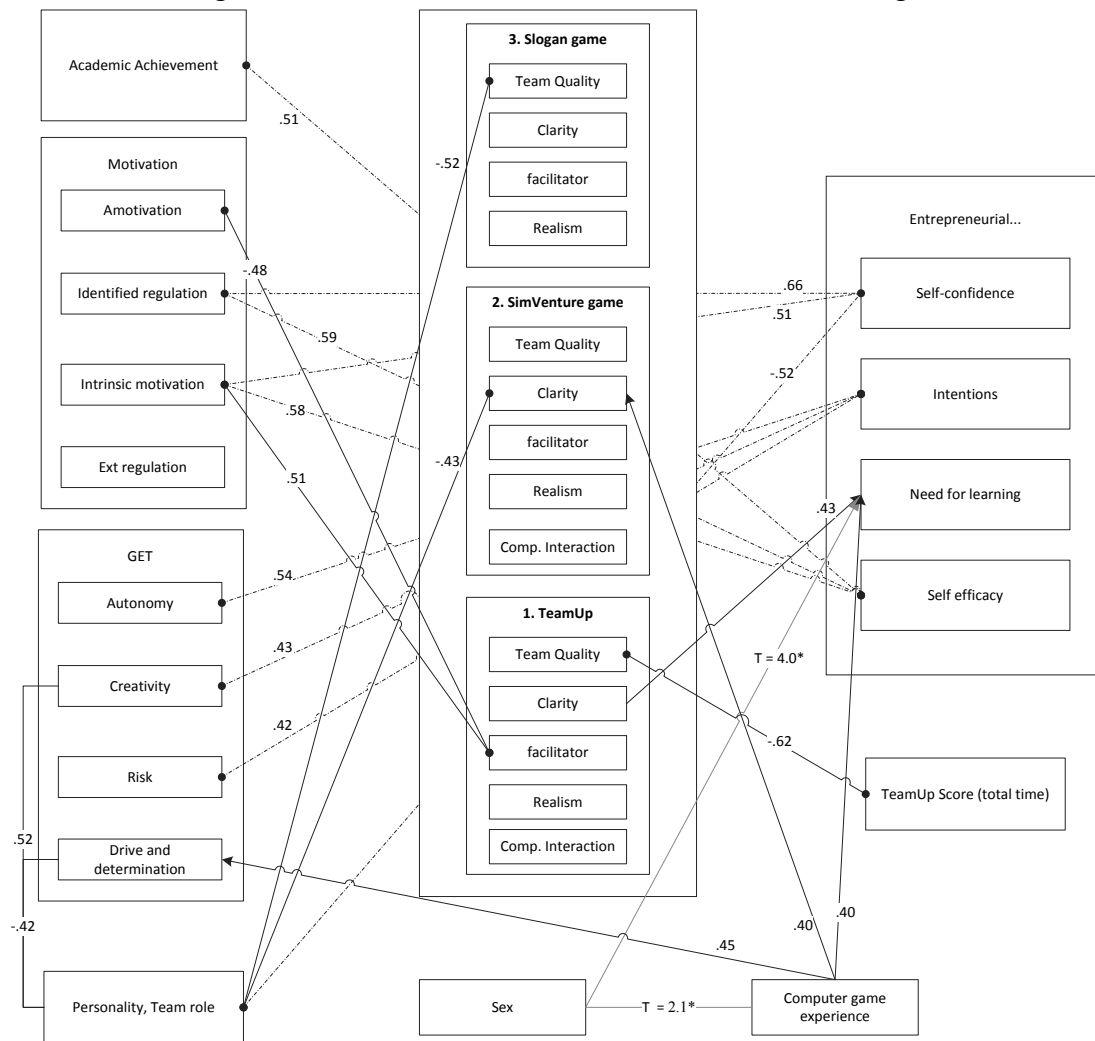 Academic Achievement
.51
Motivation
Amotivation
-.48
Identified regulation
.59
Intrinsic motivation
.58
.51
Ext regulation
GET
Autonomy
.54
Creativity
.43
Risk
.42
Drive and
determination
.52
-.42
Personality, Team role
3. Slogan game
Team Quality
-.52
Clarity
facilitator
Realism
2. SimVenture game
Team Quality
Clarity
-.43
facilitator
Realism
Comp. Interaction
1. TeamUp
Team Quality
Clarity
facilitator
Realism
Comp. Interaction
Entrepreneurial...
.66
Self-confidence
.51
-.52
Intentions
Need for learning
.43
Self efficacy
T = 4.0*
-.62
TeamUp Score (total time)
.45
.40
.40
Sex
T = 2.1*
Computer game
experience